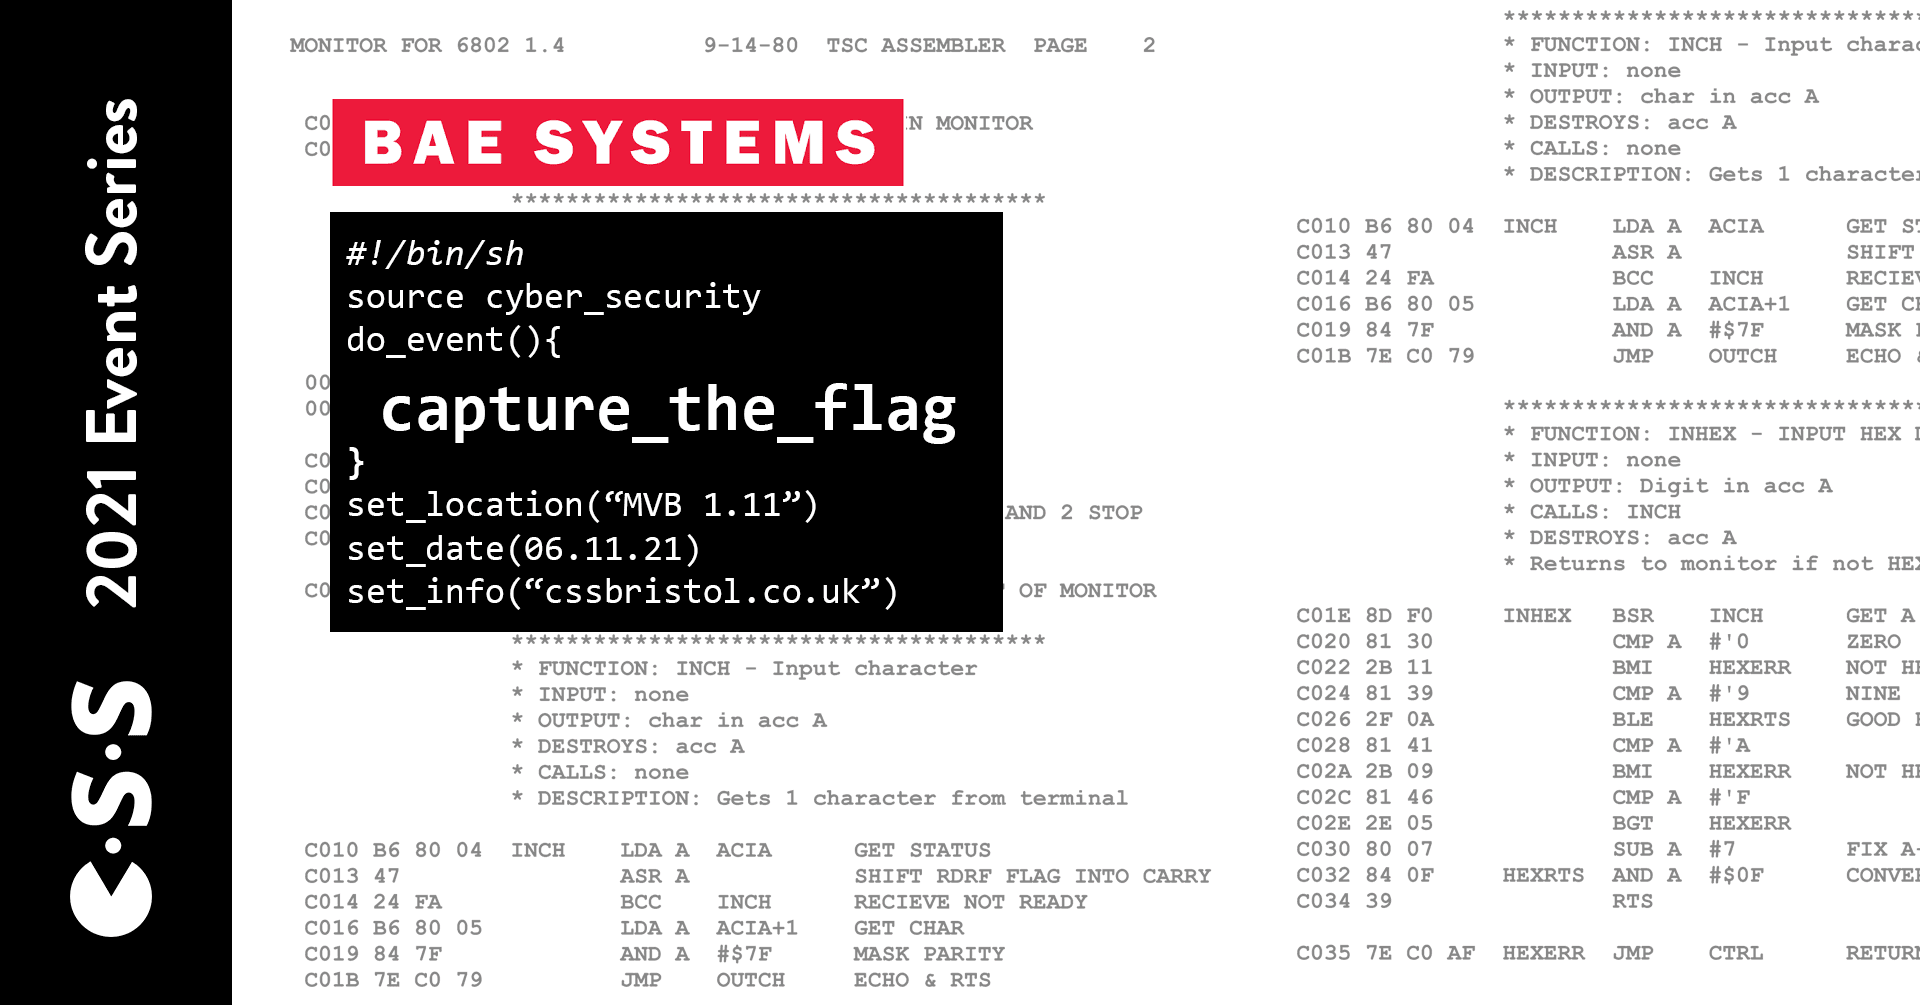 2021 Event Series
C·S·S
MONITOR FOR 6802 1.4 9-14-80 TSC ASSEMBLER PAGE 2
C0 IN MONITOR
C0
BAE SYSTEMS
***************************************
#!/bin/sh
source cyber_security
do_event(){
capture_the_flag
}
set_location(“MVB 1.11”)
set_date(06.11.21)
set_info(“cssbristol.co.uk”)
00
00
C0
C0
C0 AND 2 STOP
C0
C0 OF MONITOR
***************************************
* FUNCTION: INCH - Input character
* INPUT: none
* OUTPUT: char in acc A
* DESTROYS: acc A
* CALLS: none
* DESCRIPTION: Gets 1 character from terminal
C010 B6 80 04 INCH LDA A ACIA GET STATUS
C013 47 ASR A SHIFT RDRF FLAG INTO CARRY
C014 24 FA BCC INCH RECIEVE NOT READY
C016 B6 80 05 LDA A ACIA+1 GET CHAR
C019 84 7F AND A #$7F MASK PARITY
C01B 7E C0 79 JMP OUTCH ECHO & RTS
*******************************
* FUNCTION: INCH - Input charac
* INPUT: none
* OUTPUT: char in acc A
* DESTROYS: acc A
* CALLS: none
* DESCRIPTION: Gets 1 character
C010 B6 80 04 INCH LDA A ACIA GET ST
C013 47 ASR A SHIFT
C014 24 FA BCC INCH RECIEV
C016 B6 80 05 LDA A ACIA+1 GET CH
C019 84 7F AND A #$7F MASK
C01B 7E C0 79 JMP OUTCH ECHO &
*******************************
* FUNCTION: INHEX - INPUT HEX D
* INPUT: none
* OUTPUT: Digit in acc A
* CALLS: INCH
* DESTROYS: acc A
* Returns to monitor if not HEX
C01E 8D F0 INHEX BSR INCH GET A
C020 81 30 CMP A #'0 ZERO
C022 2B 11 BMI HEXERR NOT HE
C024 81 39 CMP A #'9 NINE
C026 2F 0A BLE HEXRTS GOOD
C028 81 41 CMP A #'A
C02A 2B 09 BMI HEXERR NOT HE
C02C 81 46 CMP A #'F
C02E 2E 05 BGT HEXERR
C030 80 07 SUB A #7 FIX A-
C032 84 0F HEXRTS AND A #$0F CONVER
C034 39 RTS
C035 7E C0 AF HEXERR JMP CTRL RETURN